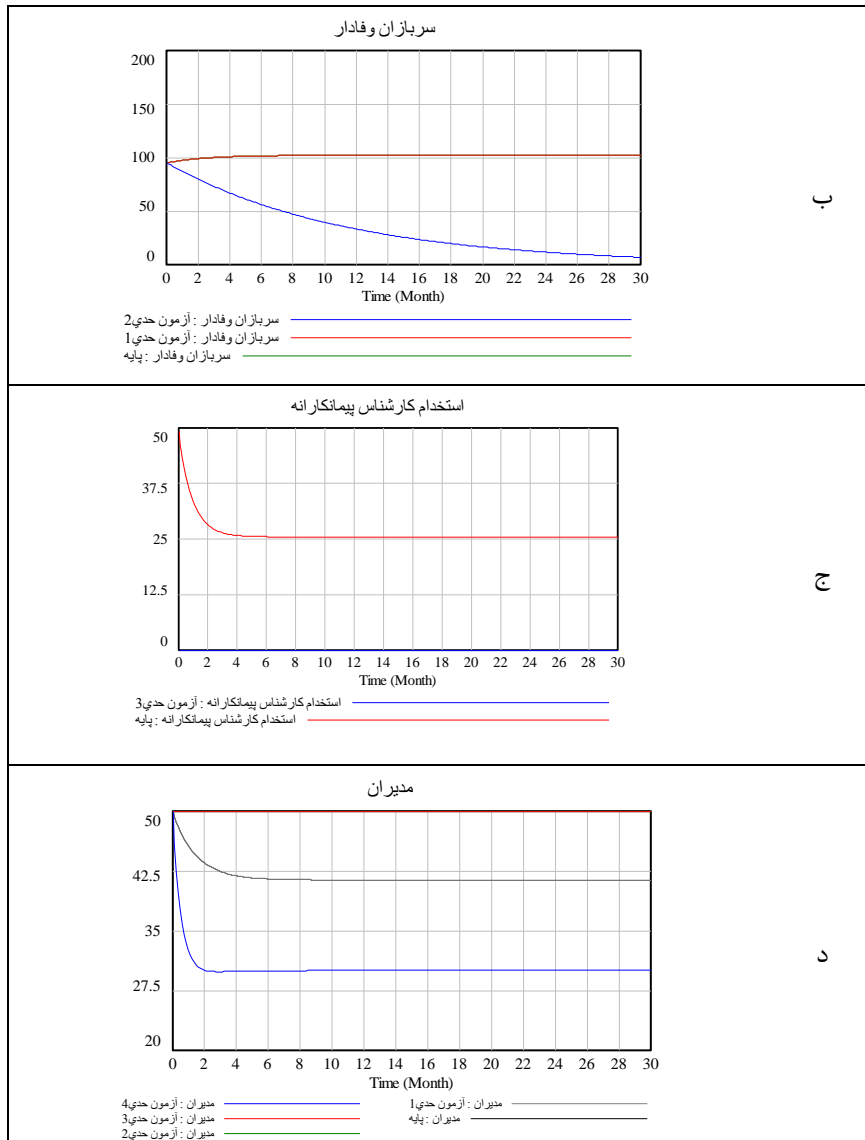 سربازان وفادار
200
150
100
50
0
0 2 4 6 8 10 12 14 16 18 20 22 24 26 28 30
Time (Month)
سربازان وفادار : آزمون حدي2
سربازان وفادار : آزمون حدي1
سربازان وفادار : پايه
ب
استخدام كارشناس پيمانكارانه
50
37.5
25
12.5
0
0 2 4 6 8 10 12 14 16 18 20 22 24 26 28 30
Time (Month)
استخدام كارشناس پيمانكارانه : آزمون حدي3
استخدام كارشناس پيمانكارانه : پايه
ج
مديران
50
42.5
35
27.5
20
0 2 4 6 8 10 12 14 16 18 20 22 24 26 28 30
Time (Month)
مديران : آزمون حدي4
مديران : آزمون حدي3
مديران : آزمون حدي2
مديران : آزمون حدي1
مديران : پايه
د